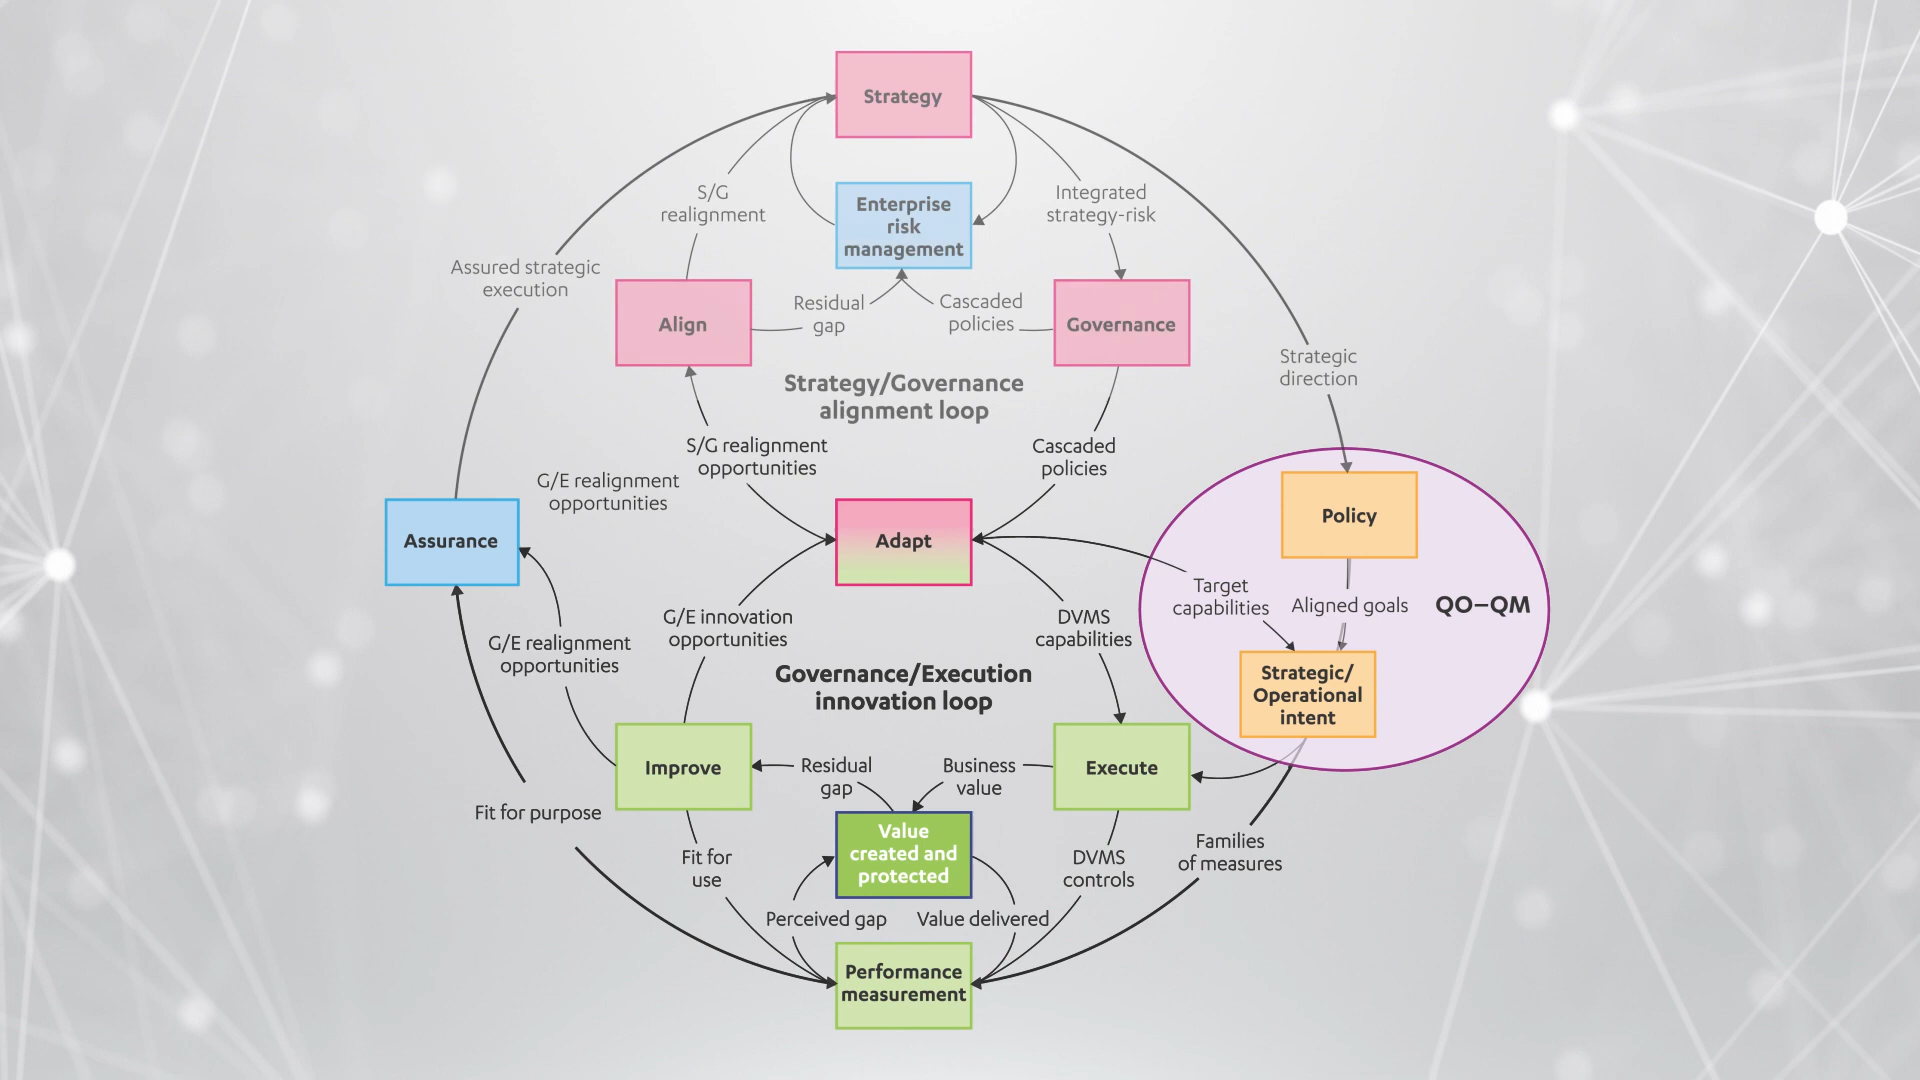 Strategy
S/G
realignment
Enterprise
risk
management
Integrated
strategy-risk
Assured strategic
execution
Align
Residual
gap
Cascaded
policies
Governance
Strategic
direction
Strategy/Governance
alignment loop
S/G realignment
opportunities
Cascaded
policies
G/E realignment
opportunities
Assurance
Adapt
Policy
Target
capabilities
Aligned goals
QO–QM
G/E innovation
opportunities
DVMS
capabilities
G/E realignment
opportunities
Governance/Execution
innovation loop
Strategic/
Operational
intent
Improve
Residual
gap
Business
value
Execute
Fit for purpose
Fit for
use
Value
created and
protected
DVMS
controls
Families
of measures
Perceived gap
Value delivered
Performance
measurement